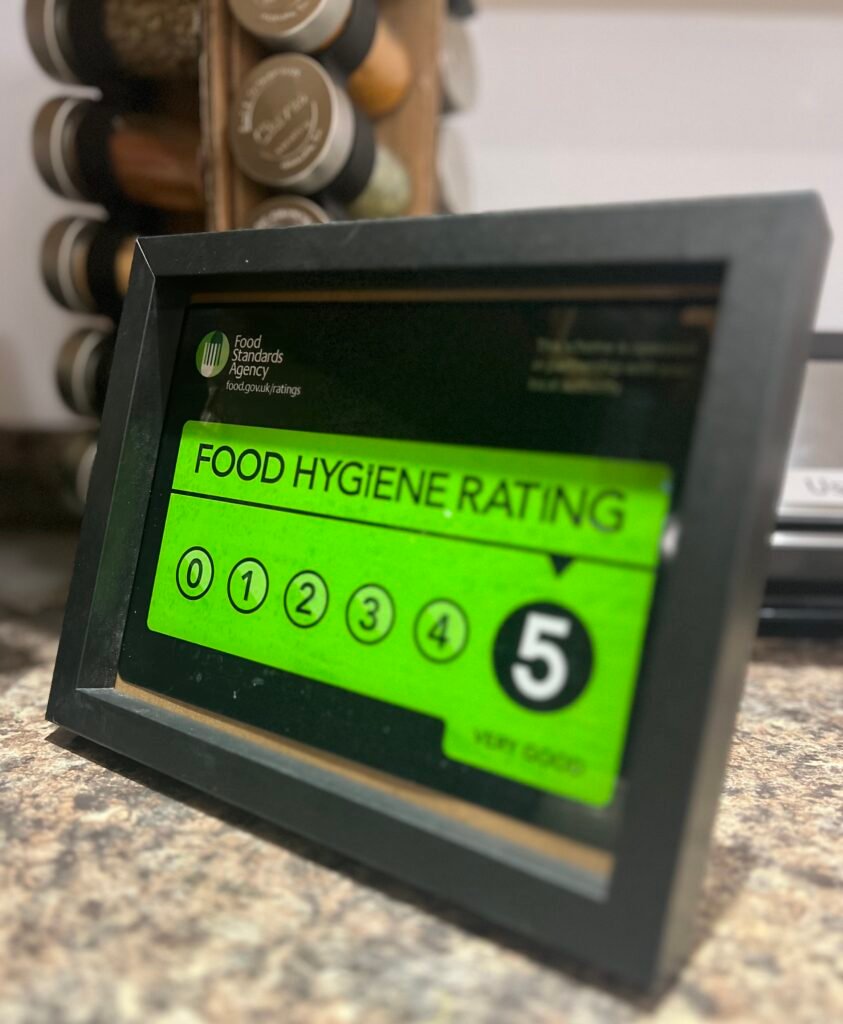 Food
Standards
Agency
food.gov.uk/ratings
FOOD HYGIENE RATING
0 1 2 3 4 5
VERY GOOD